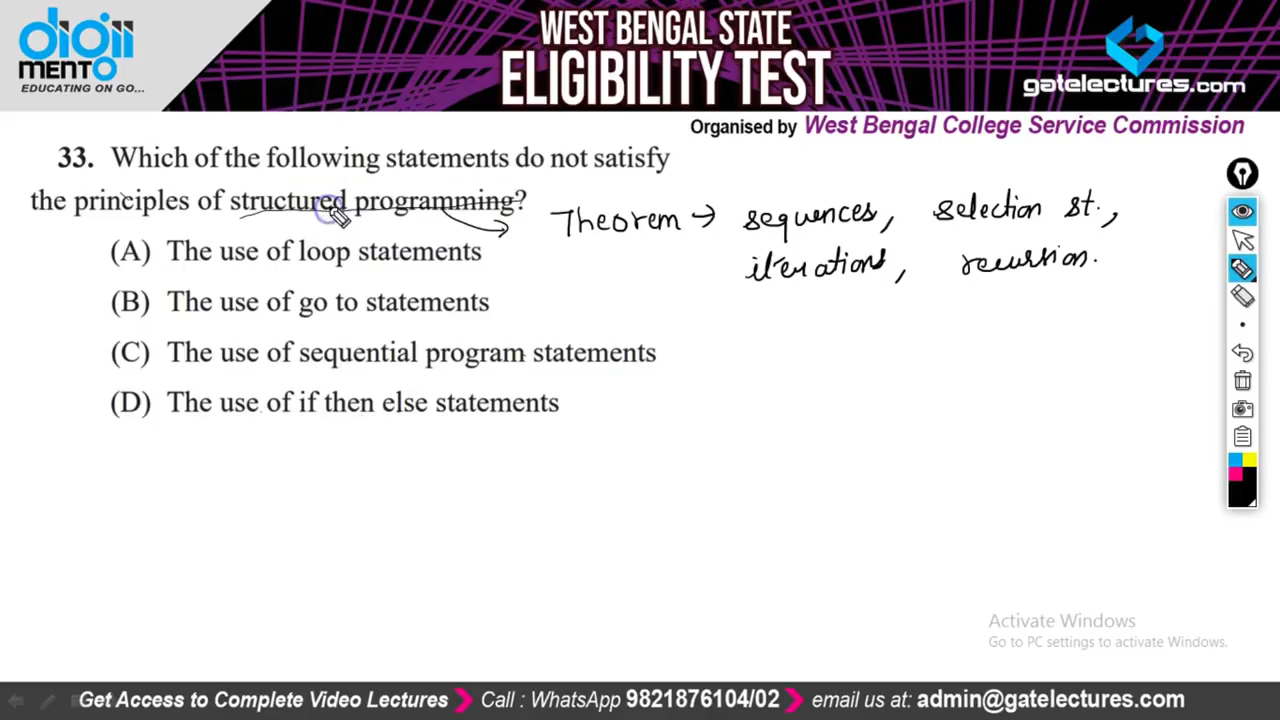 digii
MENTO
EDUCATING ON GO...
WEST BENGAL STATE
ELIGIBILITY TEST
gatelectures.com
Organised by West Bengal College Service Commission
33. Which of the following statements do not satisfy
the principles of structured programming?
Theorem → sequences, selection st.,
iterations, recursion.
(A) The use of loop statements
(B) The use of go to statements
(C) The use of sequential program statements
(D) The use of if then else statements
Activate Windows
Go to PC settings to activate Windows.
Get Access to Complete Video Lectures Call : WhatsApp 9821876104/02 email us at: admin@gatelectures.com